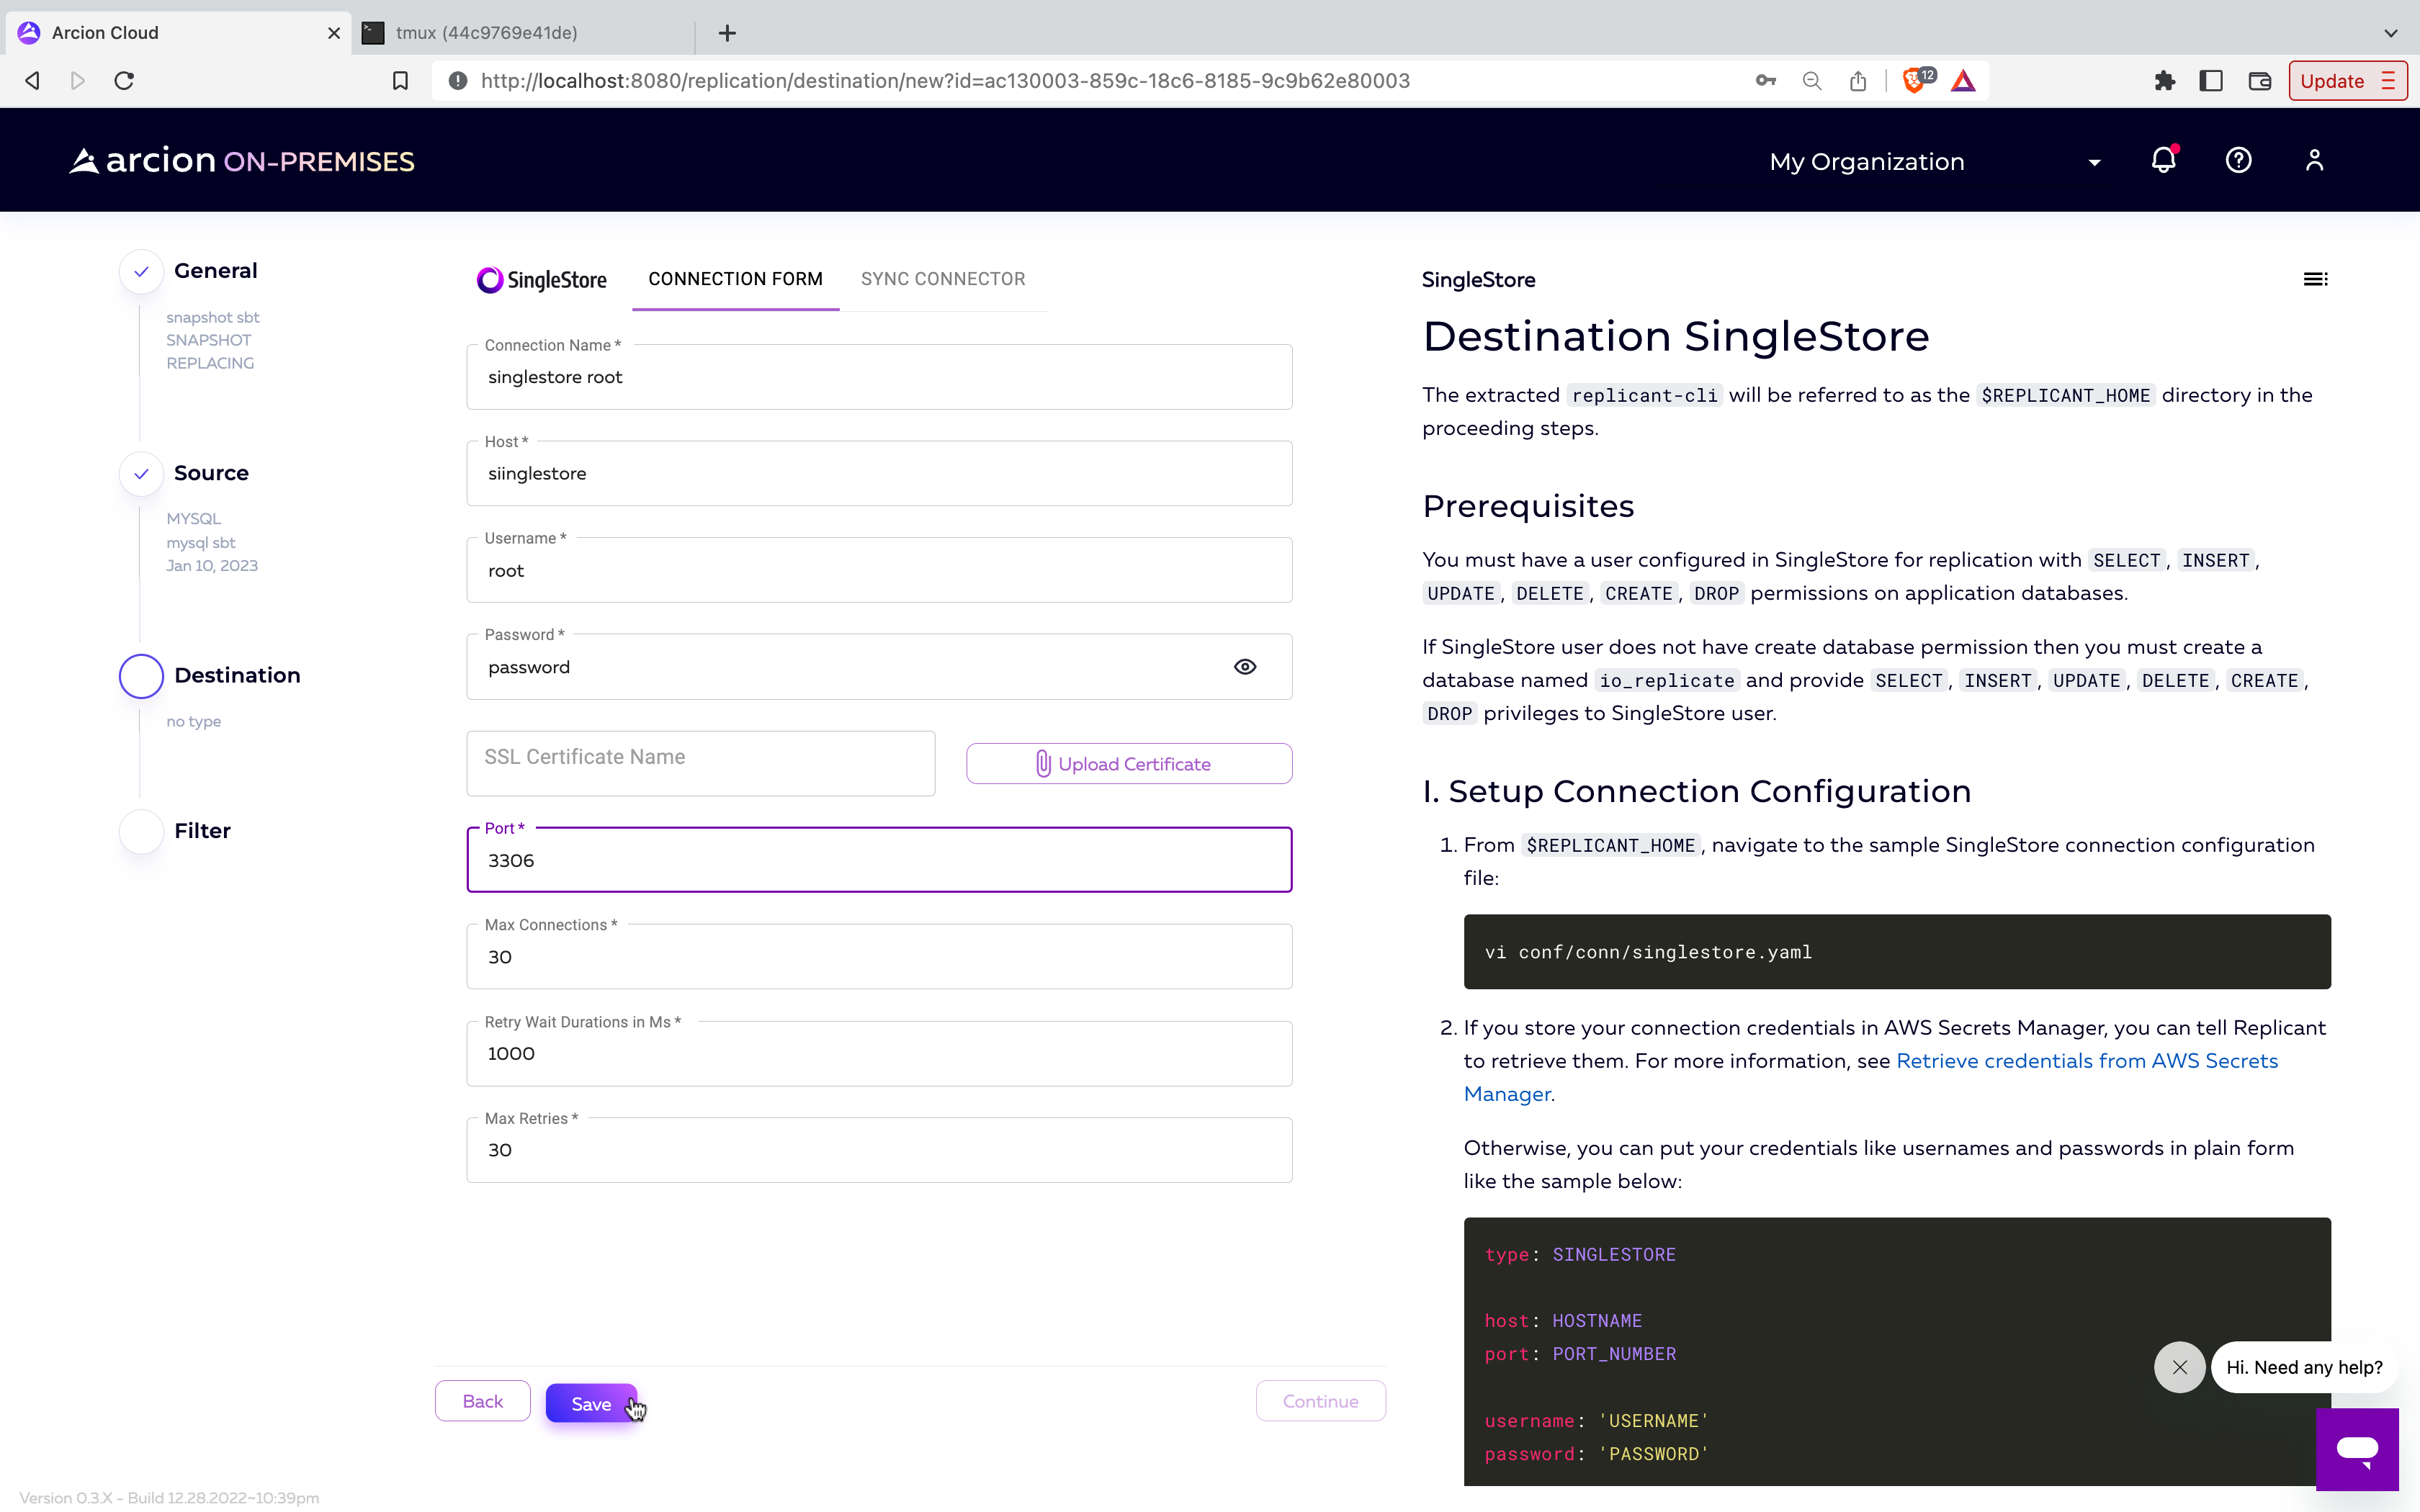 Arcion Cloud
tmux (44c9769e41de)
http://localhost:8080/replication/destination/new?id=ac130003-859c-18c6-8185-9c9b62e80003
12
Update
arcion ON-PREMISES
My Organization
General
snapshot sbt
SNAPSHOT
REPLACING
Source
MYSQL
mysql sbt
Jan 10, 2023
Destination
no type
Filter
SingleStore
CONNECTION FORM
SYNC CONNECTOR
Connection Name *
singlestore root
Host *
siinglestore
Username *
root
Password *
password
SSL Certificate Name
Upload Certificate
Port *
3306
Max Connections *
30
Retry Wait Durations in Ms *
1000
Max Retries *
30
Back
Save
Continue
SingleStore
Destination SingleStore
The extracted replicant-cli will be referred to as the $REPLICANT_HOME directory in the
proceeding steps.
Prerequisites
You must have a user configured in SingleStore for replication with SELECT, INSERT,
UPDATE, DELETE, CREATE, DROP permissions on application databases.
If SingleStore user does not have create database permission then you must create a
database named io_replicate and provide SELECT, INSERT, UPDATE, DELETE, CREATE,
DROP privileges to SingleStore user.
I. Setup Connection Configuration
1. From $REPLICANT_HOME, navigate to the sample SingleStore connection configuration
file:
vi conf/conn/singlestore.yaml
2. If you store your connection credentials in AWS Secrets Manager, you can tell Replicant
to retrieve them. For more information, see Retrieve credentials from AWS Secrets
Manager.
Otherwise, you can put your credentials like usernames and passwords in plain form
like the sample below:
type: SINGLESTORE
host: HOSTNAME
port: PORT_NUMBER
username: 'USERNAME'
password: 'PASSWORD'
Hi. Need any help?
Version 0.3.X - Build 12.28.2022~10:39pm